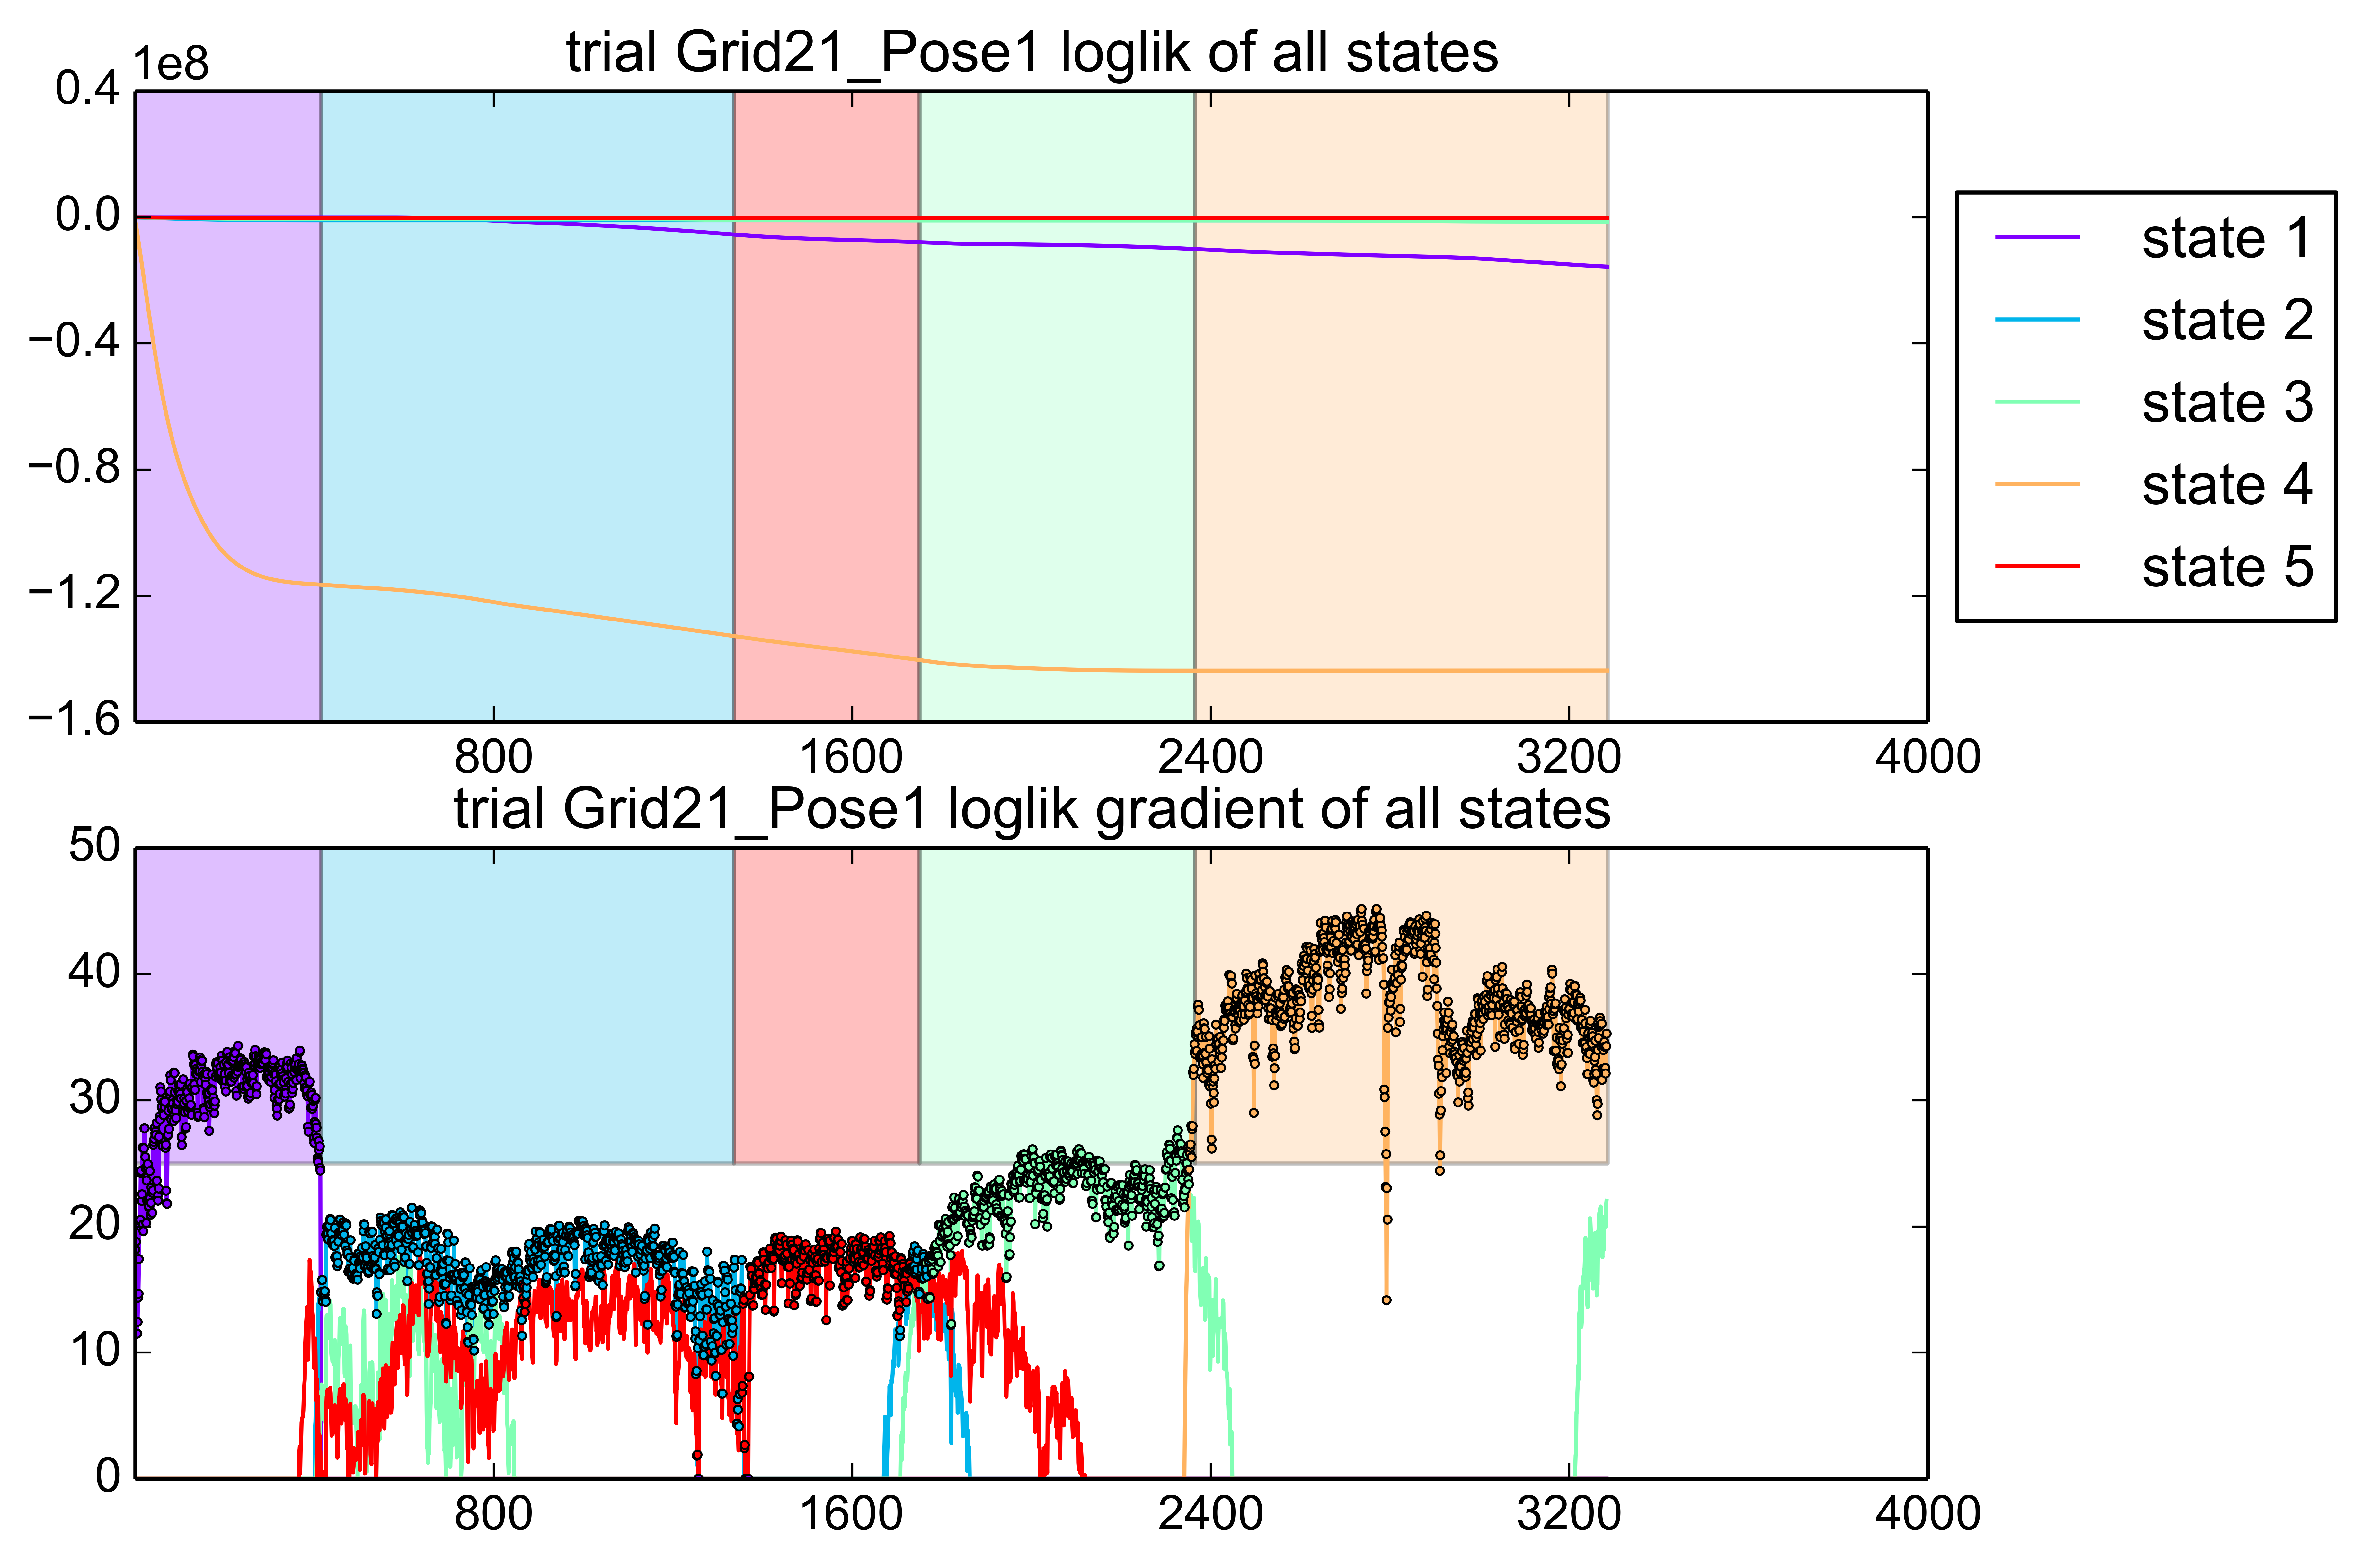 trial Grid21_Pose1 loglik of all states
1e8
0.4
0.0
−0.4
−0.8
−1.2
−1.6
800 1600 2400 3200 4000
state 1
state 2
state 3
state 4
state 5
trial Grid21_Pose1 loglik gradient of all states
50
40
30
20
10
0
800 1600 2400 3200 4000